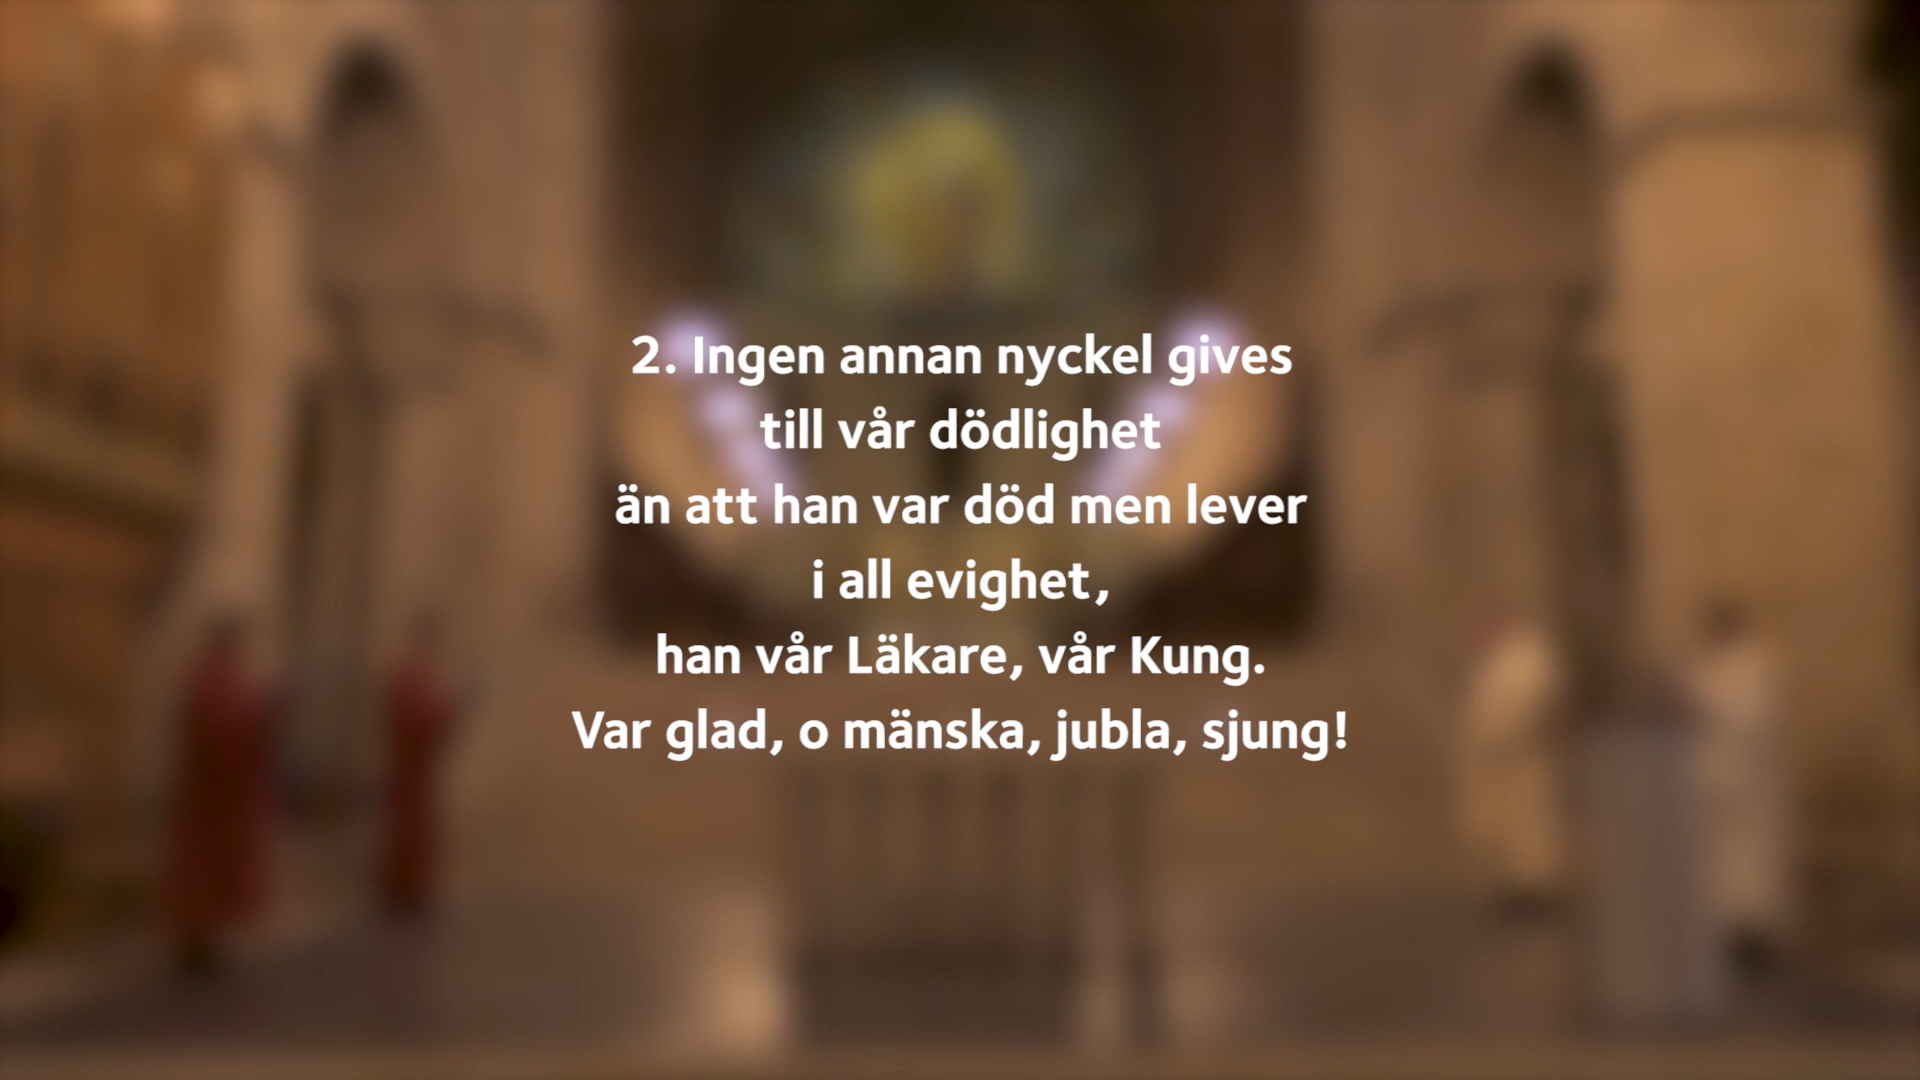 2. Ingen annan nyckel gives
till vår dödlighet
än att han var död men lever
i all evighet,
han vår Läkare, vår Kung.
Var glad, o mänska, jubla, sjung!